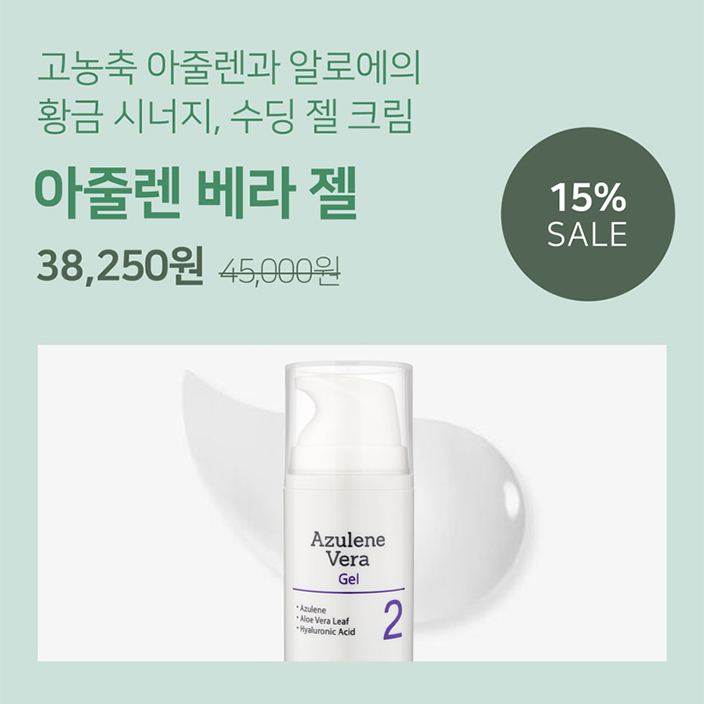 고농축 아줄렌과 알로에의
황금 시너지, 수딩 젤 크림
아줄렌 베라 젤
38,250원 45,000원
15%
SALE
Azulene
Vera
Gel
• Azulene
• Aloe Vera Leaf
• Hyaluronic Acid
2